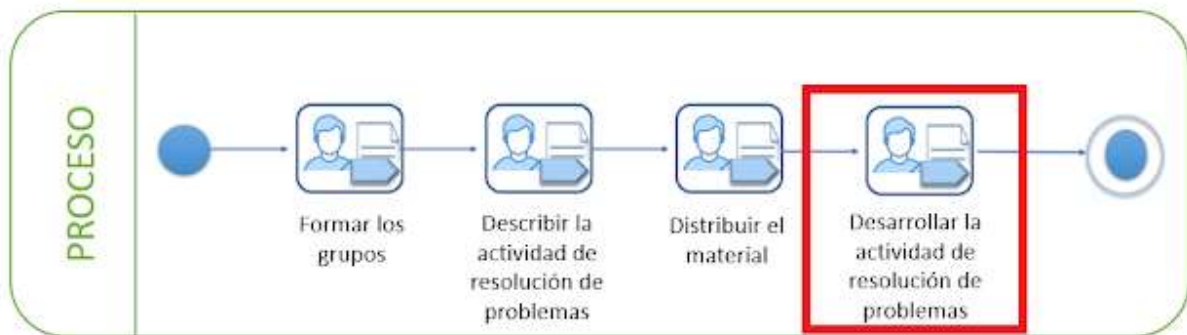 PROCESO
Formar los
grupos
Describir la
actividad de
resolución de
problemas
Distribuir el
material
Desarrollar la
actividad de
resolución de
problemas